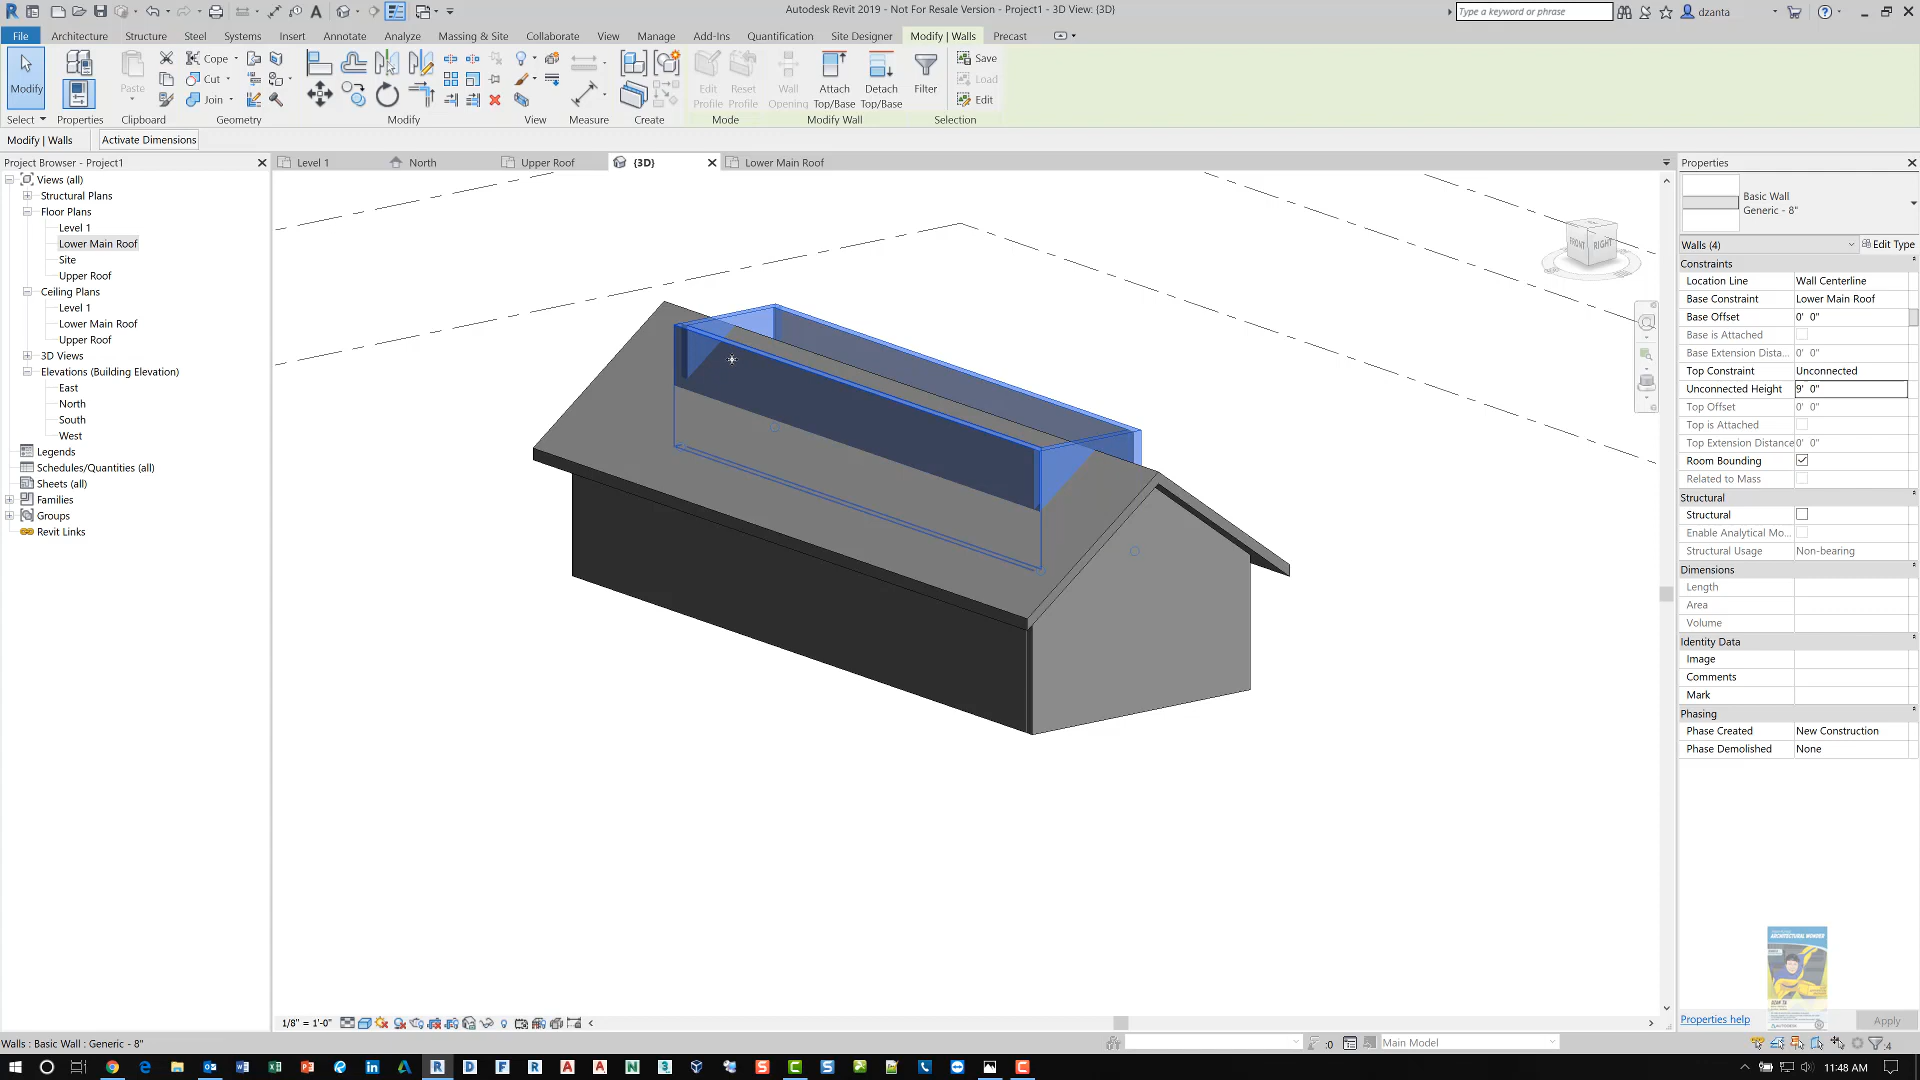 Autodesk Revit 2019 - Not For Resale Version - Project1 - 3D View: {3D}
Type a keyword or phrase
dzanta
File
Architecture
Structure
Steel
Systems
Insert
Annotate
Analyze
Massing & Site
Collaborate
View
Manage
Add-Ins
Quantification
Site Designer
Modify | Walls
Precast
Modify
Paste
Cope
Cut
Join
Edit Profile
Reset Profile
Wall Opening
Attach Top/Base
Detach Top/Base
Filter
Save
Load
Edit
Select
Properties
Clipboard
Geometry
Modify
View
Measure
Create
Mode
Modify Wall
Selection
Modify | Walls
Activate Dimensions
Project Browser - Project1
Views (all)
Structural Plans
Floor Plans
Level 1
Lower Main Roof
Site
Upper Roof
Ceiling Plans
Level 1
Lower Main Roof
Upper Roof
3D Views
Elevations (Building Elevation)
East
North
South
West
Legends
Schedules/Quantities (all)
Sheets (all)
Families
Groups
Revit Links
Level 1
North
Upper Roof
{3D}
Lower Main Roof
FRONT
RIGHT
Properties
Basic Wall
Generic - 8"
Walls (4)
Edit Type
Constraints
Location Line Wall Centerline
Base Constraint Lower Main Roof
Base Offset 0' 0"
Base is Attached
Base Extension Dista... 0' 0"
Top Constraint Unconnected
Unconnected Height 9' 0"
Top Offset 0' 0"
Top is Attached
Top Extension Distance 0' 0"
Room Bounding
Related to Mass
Structural
Structural
Enable Analytical Mo...
Structural Usage Non-bearing
Dimensions
Length
Area
Volume
Identity Data
Image
Comments
Mark
Phasing
Phase Created New Construction
Phase Demolished None
ARCHITECTURAL WONDER
Properties help
Apply
1/8" = 1'-0"
Walls : Basic Wall : Generic - 8"
:0
Main Model
:4
11:48 AM